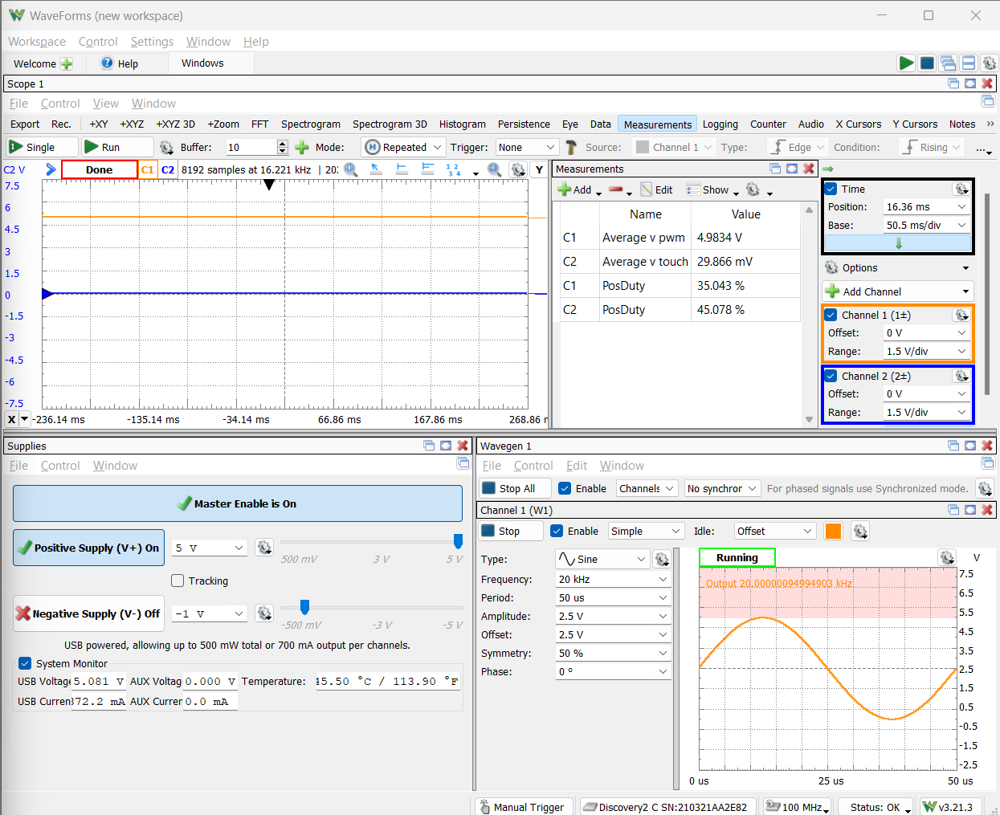 WaveForms (new workspace)
Workspace Control Settings Window Help
Welcome Help Windows
Scope 1
File Control View Window
Export Rec. +XY +XYZ +XYZ 3D +Zoom FFT Spectrogram Spectrogram 3D Histogram Persistence Eye Data Measurements Logging Counter Audio X Cursors Y Cursors Notes »
Single Run Buffer: 10 Mode: Repeated Trigger: None Source: Channel 1 Type: Edge Condition: Rising ...
C2 V Done C1 C2 8192 samples at 16.221 kHz | 20: Y
7.5
6
4.5
3
1.5
0
-1.5
-3
-4.5
-6
-7.5
X -236.14 ms -135.14 ms -34.14 ms 66.86 ms 167.86 ms 268.86 r
Measurements
Add Edit Show
Name Value
C1 Average v pwm 4.9834 V
C2 Average v touch 29.866 mV
C1 PosDuty 35.043 %
C2 PosDuty 45.078 %
Time
Position: 16.36 ms
Base: 50.5 ms/div
Options
Add Channel
Channel 1 (1±)
Offset: 0 V
Range: 1.5 V/div
Channel 2 (2±)
Offset: 0 V
Range: 1.5 V/div
Supplies
File Control Window
Master Enable is On
Positive Supply (V+) On 5 V
500 mV 3 V 5 V
Tracking
Negative Supply (V-) Off -1 V
-500 mV -3 V -5 V
USB powered, allowing up to 500 mW total or 700 mA output per channels.
System Monitor
USB Voltage 5.081 V AUX Voltag 0.000 V Temperature: 45.50 °C / 113.90 °F
USB Curren 72.2 mA AUX Currer 0.0 mA
Wavegen 1
File Control Edit Window
Stop All Enable Channels No synchror For phased signals use Synchronized mode.
Channel 1 (W1)
Stop Enable Simple Idle: Offset
Type: Sine
Frequency: 20 kHz
Period: 50 us
Amplitude: 2.5 V
Offset: 2.5 V
Symmetry: 50 %
Phase: 0 º
Running V
Output 20.00000094994903 kHz
7.5
6.5
5.5
4.5
3.5
2.5
1.5
0.5
-0.5
-1.5
-2.5
0 us 25 us 50 us
Manual Trigger Discovery2 C SN:210321AA2E82 100 MHz Status: OK v3.21.3